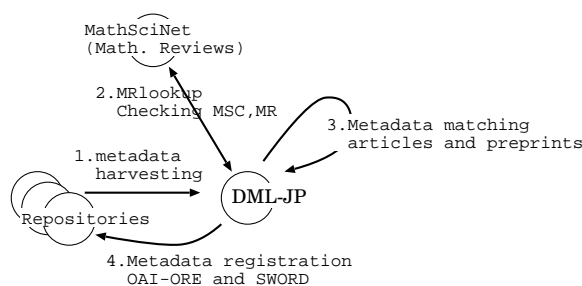 MathSciNet
(Math. Reviews)
2.MRlookup
Checking MSC,MR
3.Metadata matching
articles and preprints
1.metadata
harvesting
DML-JP
Repositories
4.Metadata registration
OAI-ORE and SWORD